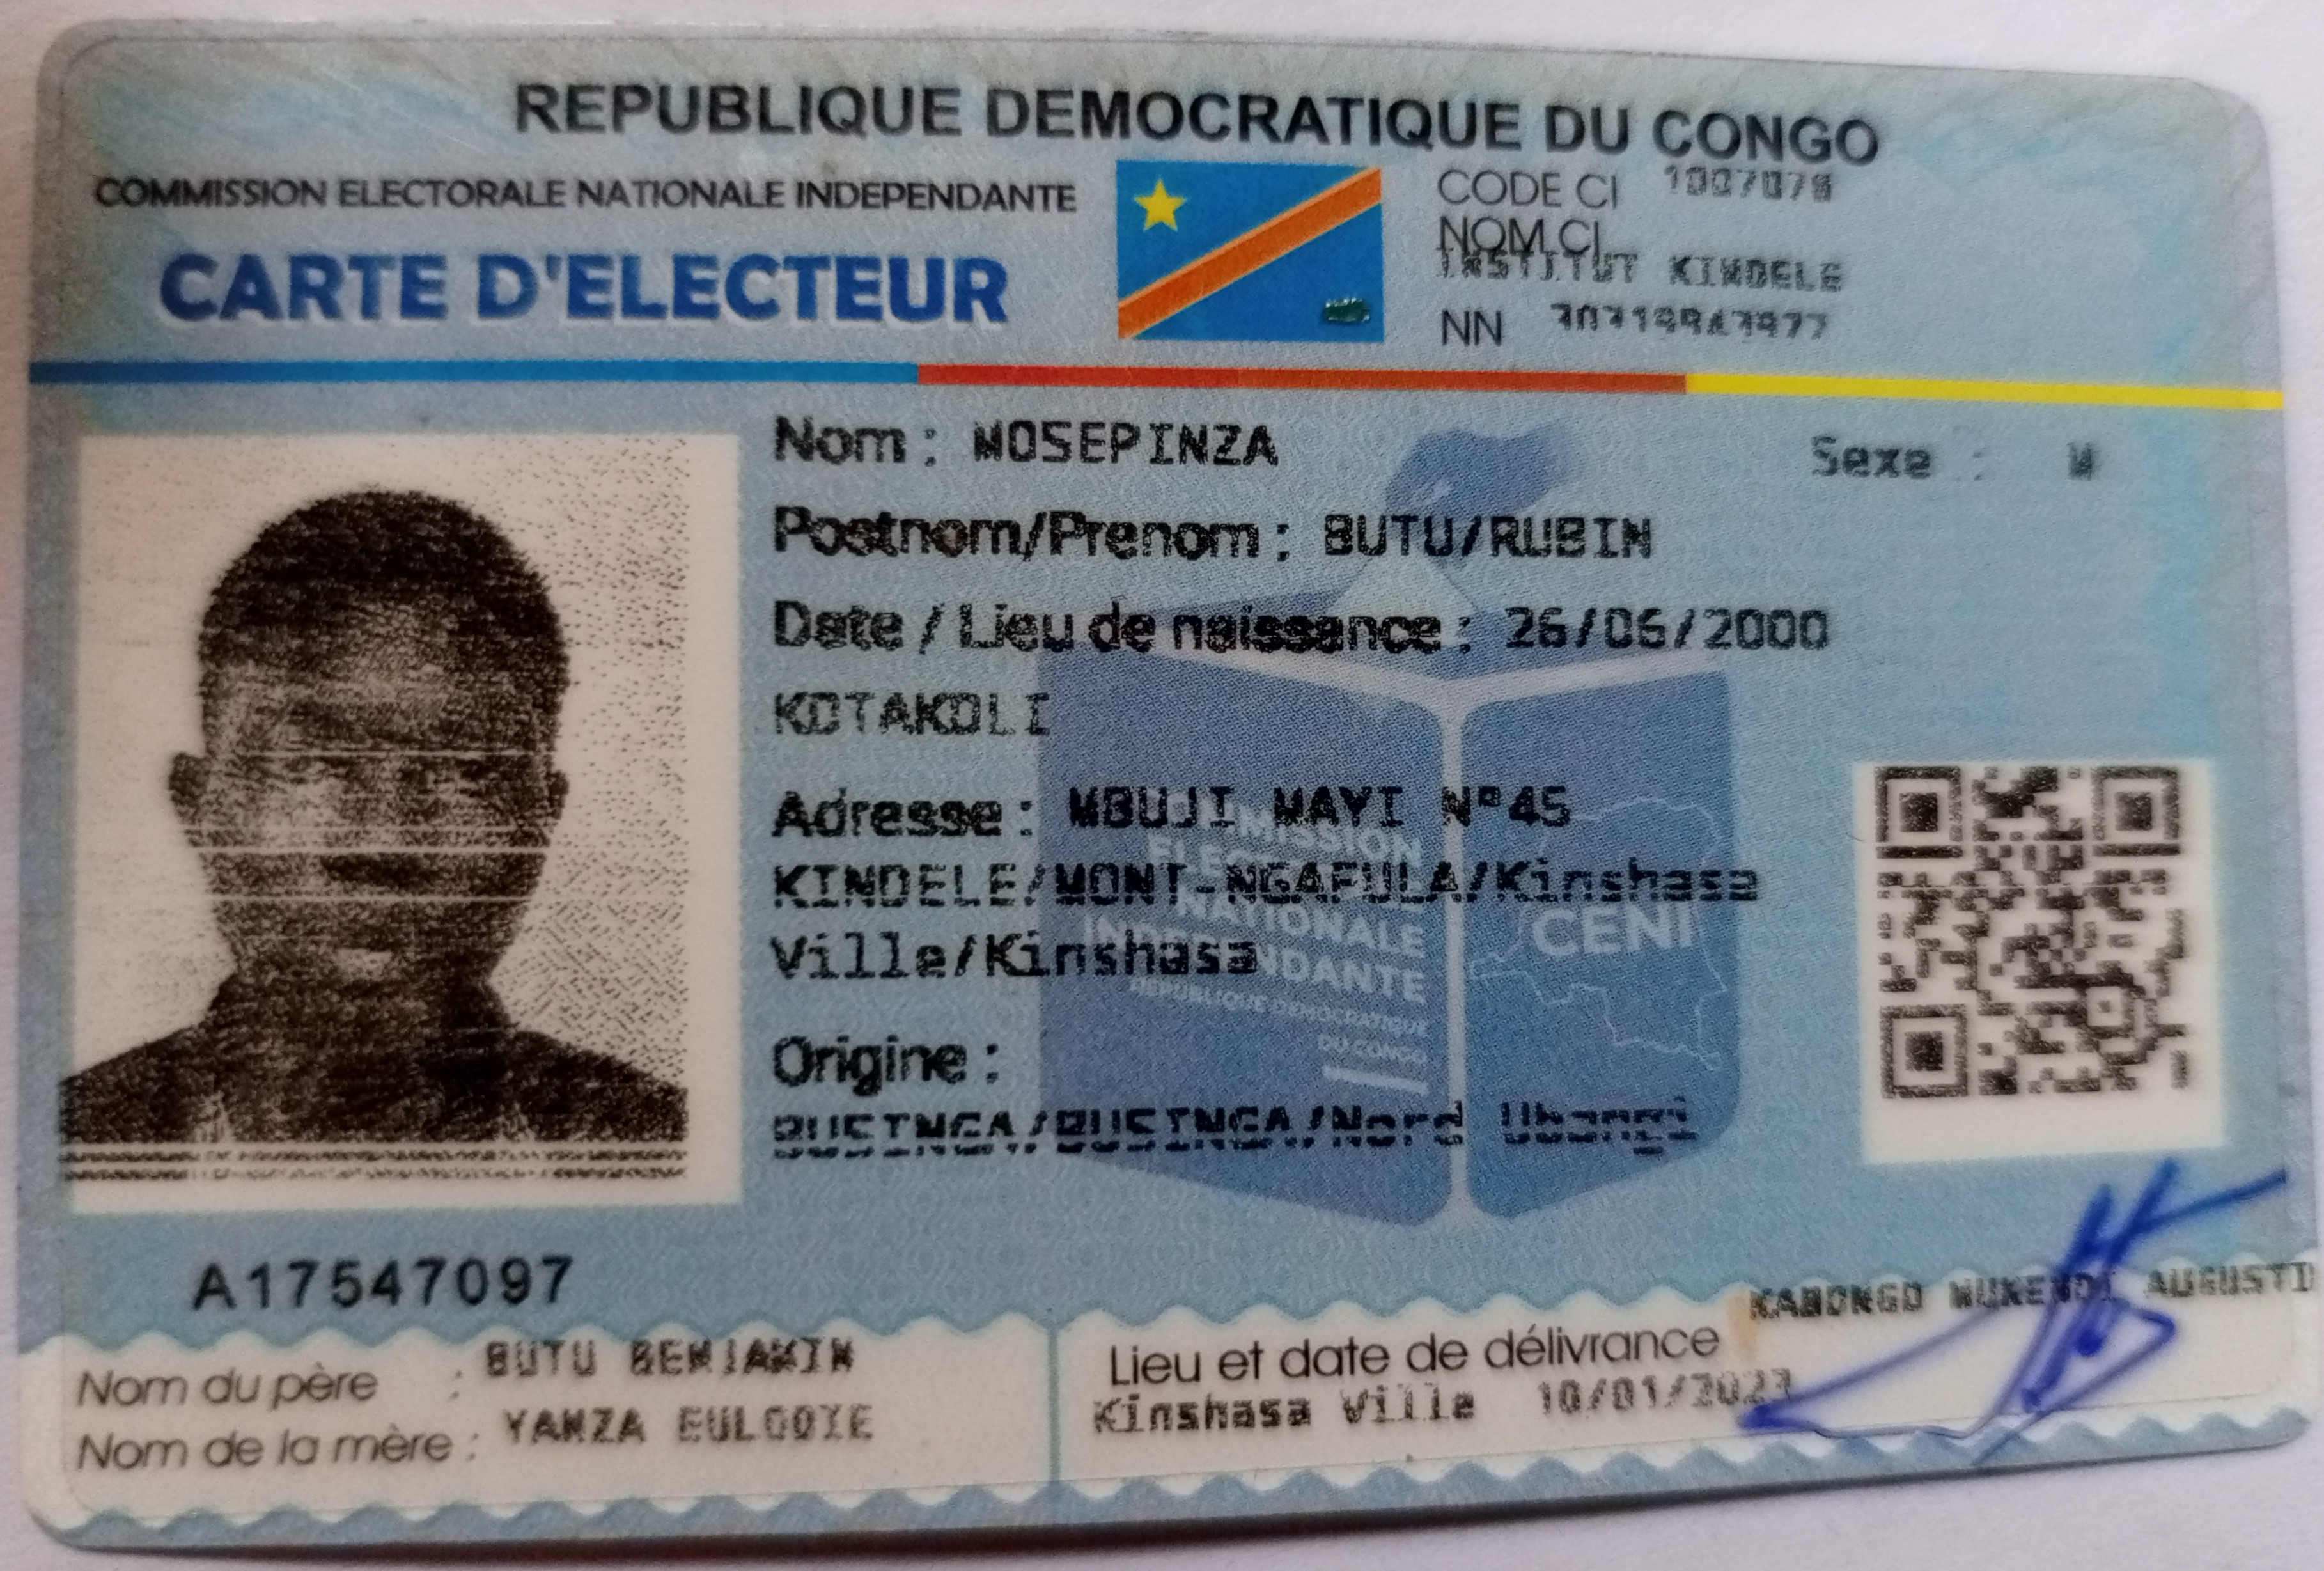 REPUBLIQUE DEMOCRATIQUE DU CONGO
COMMISSION ELECTORALE NATIONALE INDEPENDANTE
CARTE D'ELECTEUR
CODE CI 1007078
NOM CI
INSTITUT KINDELE
NN
Nom : MOSEPINZA
Sexe : M
Postnom/Prenom : BUTU/RUBIN
Date / Lieu de naissance : 26/06/2000
KOTAKOLI
Adresse : MBUJI MAYI N°45
KINDELE/MONT-NGAFULA/Kinshasa
Ville/Kinshasa
Origine :
BUSINGA/BUSINGA/Nord Ubangi
COMMISSION
ELECTORALE
NATIONALE
INDEPENDANTE
REPUBLIQUE DEMOCRATIQUE
DU CONGO
CENI
A17547097
KABONGO MUKENDI AUGUSTI
Nom du père : BUTU BENJAMIN
Nom de la mère : YANZA
Lieu et date de délivrance
Kinshasa Ville 10/01/2023